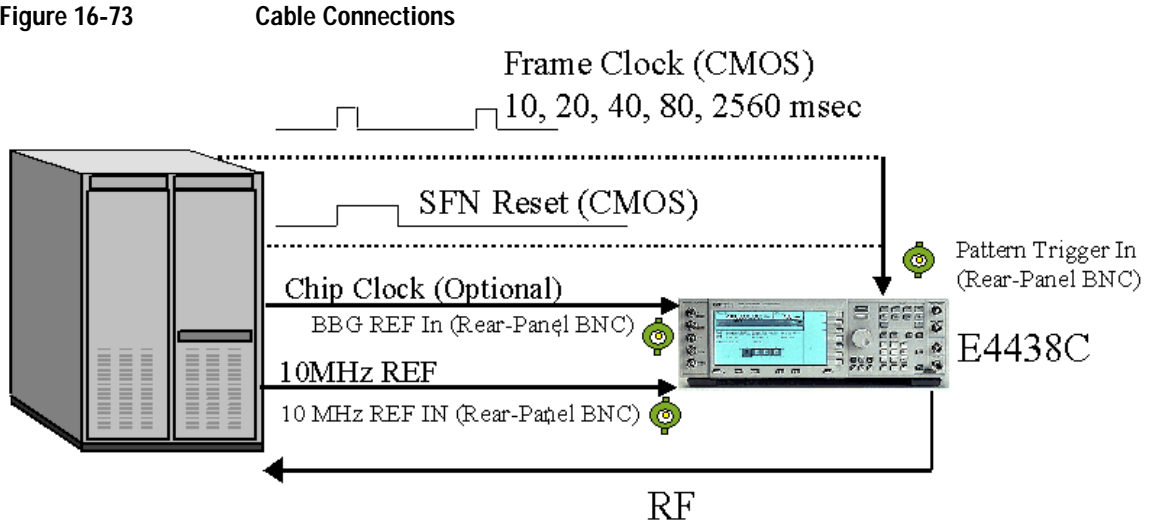 Figure 16-73 Cable Connections
Frame Clock (CMOS)
10, 20, 40, 80, 2560 msec
SFN Reset (CMOS)
Pattern Trigger In
(Rear-Panel BNC)
Chip Clock (Optional)
BBG REF In (Rear-Panel BNC)
E4438C
10MHz REF
10 MHz REF IN (Rear-Panel BNC)
RF